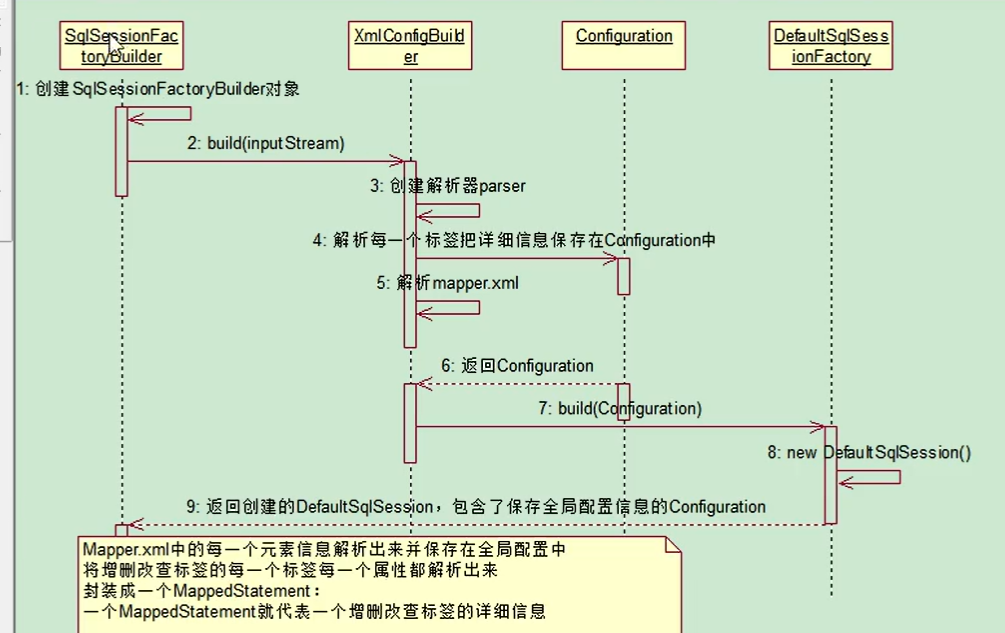 SqlSessionFac
toryBuilder
XmlConfigBuild
er
Configuration
DefaultSqlSess
ionFactory
1: 创建SqlSessionFactoryBuilder对象
2: build(inputStream)
3: 创建解析器parser
4: 解析每一个标签把详细信息保存在Configuration中
5: 解析mapper.xml
6: 返回Configuration
7: build(Configuration)
8: new DefaultSqlSession()
9: 返回创建的DefaultSqlSession，包含了保存全局配置信息的Configuration
Mapper.xml中的每一个元素信息解析出来并保存在全局配置中
将增删改查标签的每一个标签每一个属性都解析出来
封装成一个MappedStatement：
一个MappedStatement就代表一个增删改查标签的详细信息